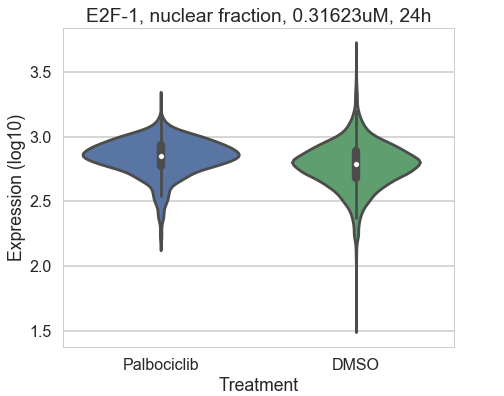 E2F-1, nuclear fraction, 0.31623uM, 24h
Expression (log10)
3.5
3.0
2.5
2.0
1.5
Palbociclib DMSO
Treatment